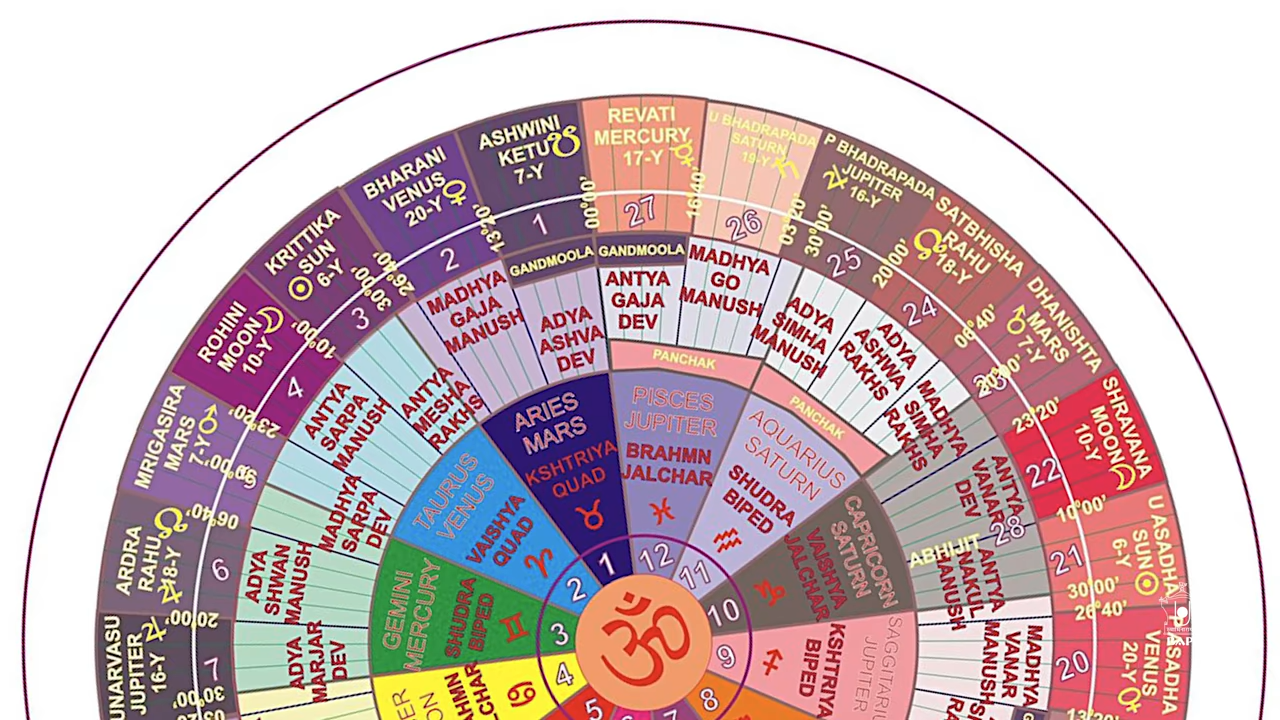 REVATI
MERCURY
17-Y
U BHADRAPADA
SATURN
19-Y
P BHADRAPADA
JUPITER
16-Y
SATBHISHA
RAHU
18-Y
DHANISHTA
MARS
7-Y
SHRAVANA
MOON
10-Y
U ASADHA
SUN
6-Y
ASADHA
VENUS
20-Y
ASHWINI
KETU
7-Y
BHARANI
VENUS
20-Y
KRITTIKA
SUN
6-Y
ROHINI
MOON
10-Y
MRIGASIRA
MARS
7-Y
ARDRA
RAHU
18-Y
UNARVASU
JUPITER
16-Y
00°00'
16°40'
03°20'
30°00'
20°00'
00°40'
23°20'
10°00'
30°00'
26°40'
13°20'
13°20'
26°40'
30°00'
10°00'
23°20'
06°40'
20°00'
30°00'
27
26
25
24
22
28
21
20
1
2
3
4
6
7
GANDMOOLA
GANDMOOLA
ANTYA
GAJA
DEV
MADHYA
GO
MANUSH
ADYA
SIMHA
MANUSH
ADYA
ASHWA
RAKHS
MADHYA
SIMHA
RAKHS
ANTYA
VANAR
DEV
ABHIJIT
ANTYA
NAKUL
MANUSH
MADHYA
VANAR
MANUSH
ADYA
ASHVA
DEV
MADHYA
GAJA
MANUSH
ANTYA
MESHA
RAKHS
ANTYA
SARPA
MANUSH
MADHYA
SARPA
DEV
ADYA
SHWAN
MANUSH
ADYA
MARJAR
DEV
PANCHAK
PANCHAK
PISCES
JUPITER
BRAHMN
JALCHAR
AQUARIUS
SATURN
SHUDRA
BIPED
CAPRICORN
SATURN
VAISHYA
JALCHAR
SAGGITARIU
JUPITER
KSHTRIYA
BIPED
ARIES
MARS
KSHTRIYA
QUAD
TAURUS
VENUS
VAISHYA
QUAD
GEMINI
MERCURY
SHUDRA
BIPED
1
12
11
10
9
8
7
2
3
4
5
ॐ